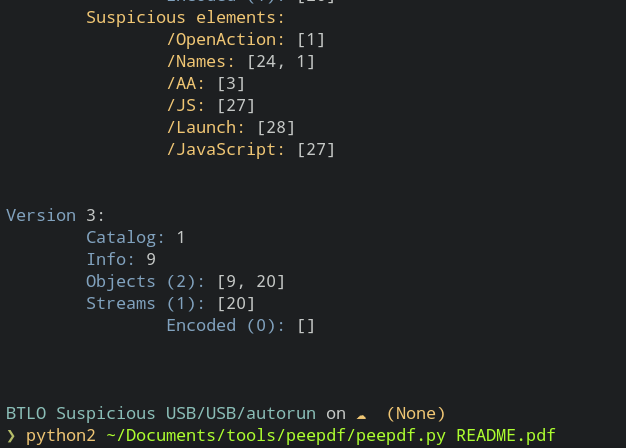 Suspicious elements:
/OpenAction: [1]
/Names: [24, 1]
/AA: [3]
/JS: [27]
/Launch: [28]
/JavaScript: [27]
Version 3:
Catalog: 1
Info: 9
Objects (2): [9, 20]
Streams (1): [20]
Encoded (0): []
BTLO Suspicious USB/USB/autorun on ☁ (None)
❯ python2 ~/Documents/tools/peepdf/peepdf.py README.pdf